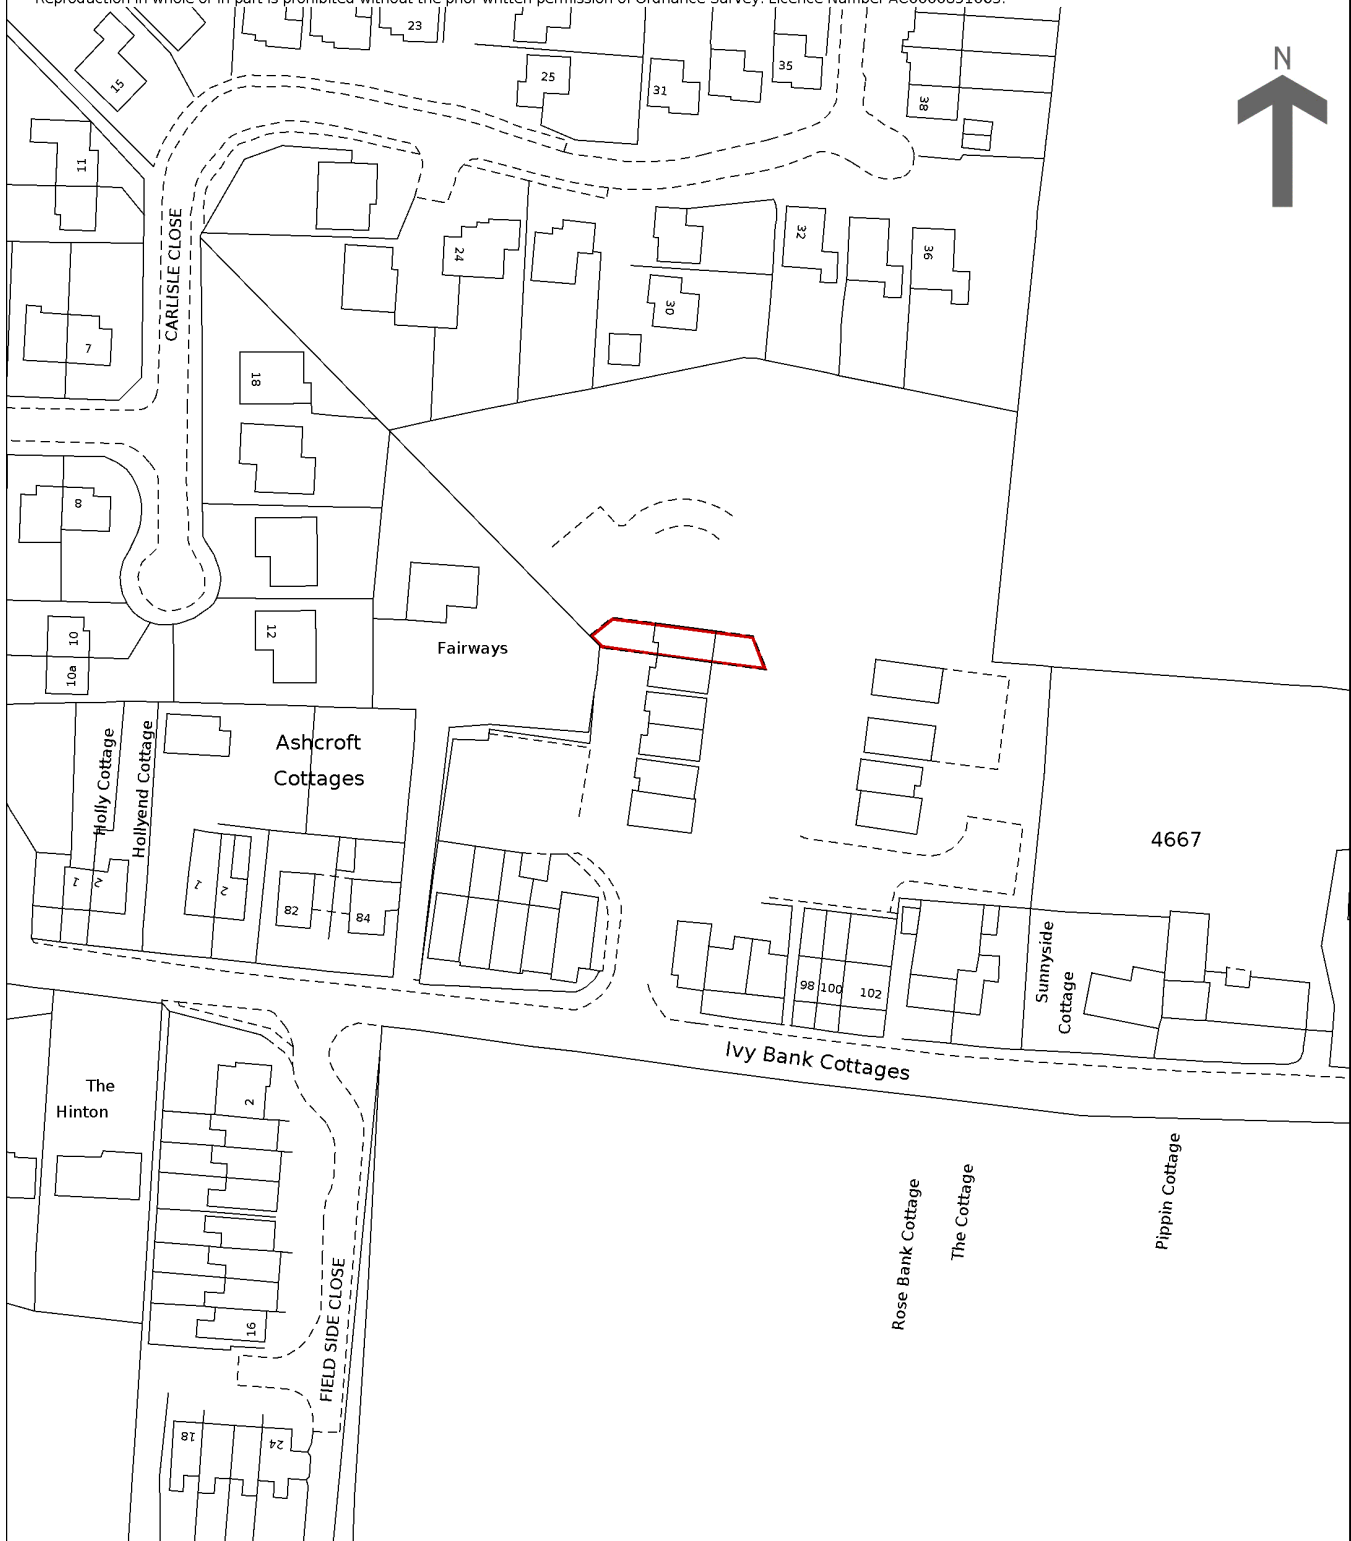 Reproduction in whole or in part is prohibited without the prior written permission of Ordnance Survey. Licence Number AC0000851063.
23
N
15
25
31
35
38
11
CARLISLE CLOSE
24
32
36
30
7
18
8
12
10
10a
Fairways
Holly Cottage
Hollyend Cottage
Ashcroft
Cottages
4667
1
2
1
2
82
84
98
100
102
Sunnyside
Cottage
Ivy Bank Cottages
The
Hinton
2
Rose Bank Cottage
The Cottage
Pippin Cottage
FIELD SIDE CLOSE
16
18
24